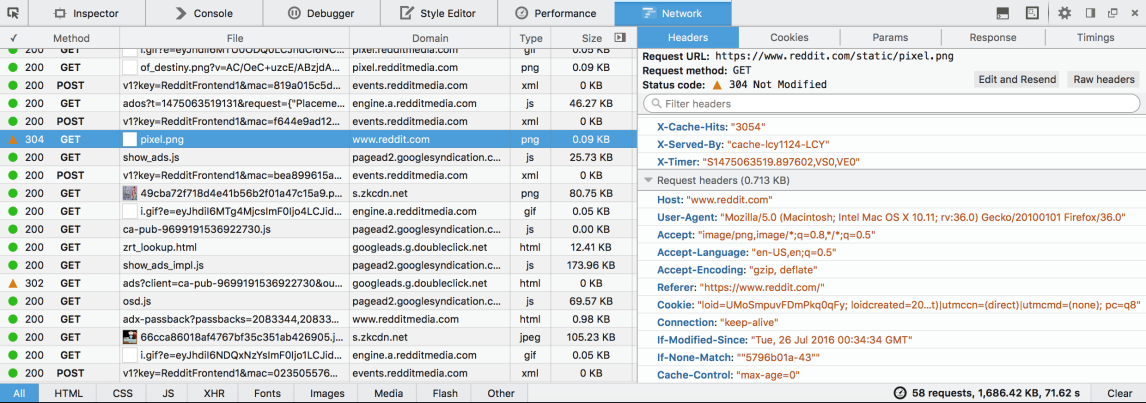 Inspector Console Debugger Style Editor Performance Network
✓ Method File Domain Type Size
200 GET i.gif?e=eyJhdiI6MTU0ODQ0LCJhdCI6NC... pixel.redditmedia.com gif 0.05 KB
200 GET of_destiny.png?v=AC/OeC+uzcE/ABzjdA... pixel.redditmedia.com png 0.09 KB
200 POST v1?key=RedditFrontend1&mac=819a015c5d... events.redditmedia.com xml 0 KB
200 GET ados?t=1475063519131&request={"Placeme... engine.a.redditmedia.com js 46.27 KB
200 POST v1?key=RedditFrontend1&mac=f644e9ad12... events.redditmedia.com xml 0 KB
304 GET pixel.png www.reddit.com png 0.09 KB
200 GET show_ads.js pagead2.googlesyndication.c... js 25.73 KB
200 POST v1?key=RedditFrontend1&mac=bea899615a... events.redditmedia.com xml 0 KB
200 GET 49cba72f718d4e41b56b2f01a47c15a9.p... s.zkcdn.net png 80.75 KB
200 GET i.gif?e=eyJhdiI6MTg4MjcsImF0Ijo4LCJid... engine.a.redditmedia.com gif 0.05 KB
200 GET ca-pub-9699191536922730.js pagead2.googlesyndication.c... js 0.00 KB
200 GET zrt_lookup.html googleads.g.doubleclick.net html 12.41 KB
200 GET show_ads_impl.js pagead2.googlesyndication.c... js 173.96 KB
302 GET ads?client=ca-pub-9699191536922730&ou... googleads.g.doubleclick.net html 0 KB
200 GET osd.js pagead2.googlesyndication.c... js 69.57 KB
200 GET adx-passback?passbacks=2083344,20833... www.redditmedia.com html 0.98 KB
200 GET 66cca86018af4767bf35c351ab426905.j... s.zkcdn.net jpeg 105.23 KB
200 GET i.gif?e=eyJhdiI6NDQxNzYsImF0Ijo1LCJid... engine.a.redditmedia.com gif 0.05 KB
200 POST v1?key=RedditFrontend1&mac=023505576... events.redditmedia.com xml 0 KB
All HTML CSS JS XHR Fonts Images Media Flash Other
Headers Cookies Params Response Timings
Request URL: https://www.reddit.com/static/pixel.png
Request method: GET
Status code: 304 Not Modified
Edit and Resend Raw headers
Filter headers
X-Cache-Hits: "3054"
X-Served-By: "cache-lcy1124-LCY"
X-Timer: "S1475063519.897602,VS0,VE0"
Request headers (0.713 KB)
Host: "www.reddit.com"
User-Agent: "Mozilla/5.0 (Macintosh; Intel Mac OS X 10.11; rv:36.0) Gecko/20100101 Firefox/36.0"
Accept: "image/png,image/*;q=0.8,*/*;q=0.5"
Accept-Language: "en-US,en;q=0.5"
Accept-Encoding: "gzip, deflate"
Referer: "https://www.reddit.com/"
Cookie: "loid=UMoSmpuvFDmPkq0qFy; loidcreated=20...t)|utmccn=(direct)|utmcmd=(none); pc=q8"
Connection: "keep-alive"
If-Modified-Since: "Tue, 26 Jul 2016 00:34:34 GMT"
If-None-Match: ""5796b01a-43""
Cache-Control: "max-age=0"
58 requests, 1,686.42 KB, 71.62 s Clear